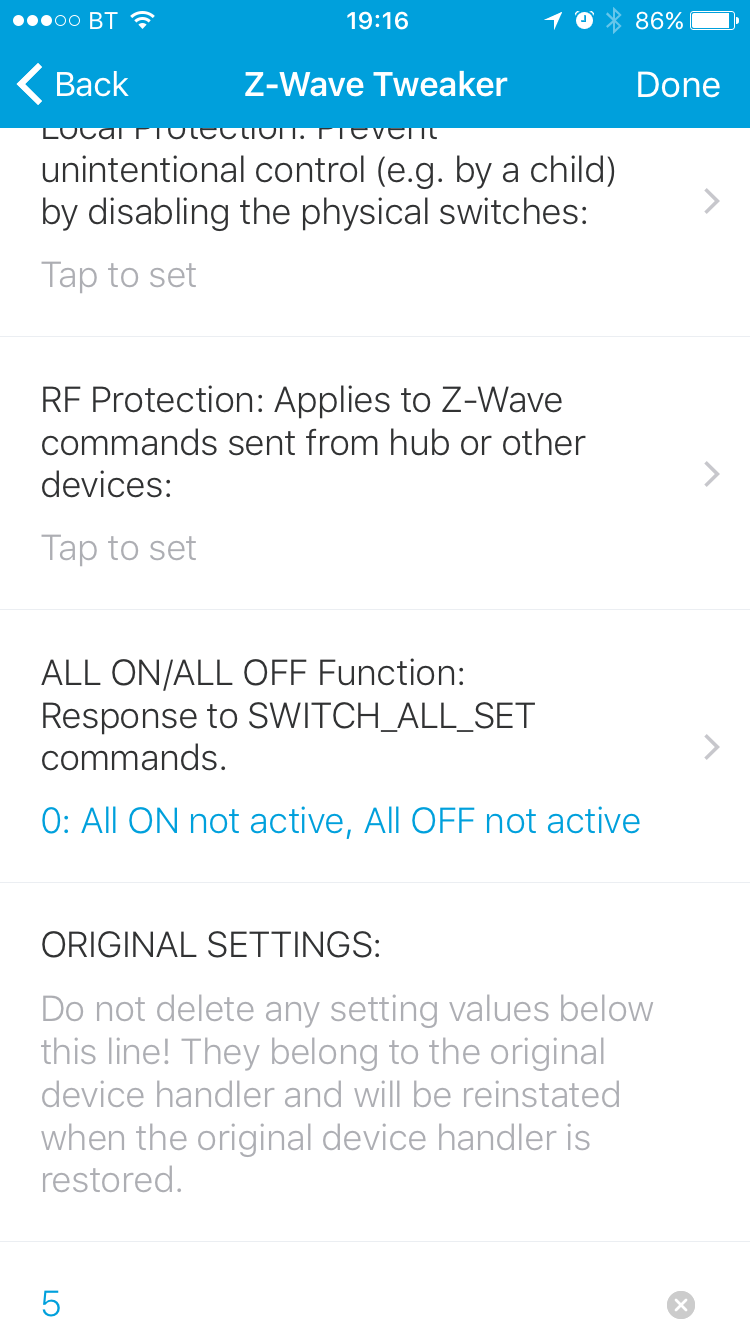 BT 19:16 86%
Back Z-Wave Tweaker Done
Local Protection: Prevent
unintentional control (e.g. by a child)
by disabling the physical switches:
Tap to set
RF Protection: Applies to Z-Wave
commands sent from hub or other
devices:
Tap to set
ALL ON/ALL OFF Function:
Response to SWITCH_ALL_SET
commands.
0: All ON not active, All OFF not active
ORIGINAL SETTINGS:
Do not delete any setting values below
this line! They belong to the original
device handler and will be reinstated
when the original device handler is
restored.
5